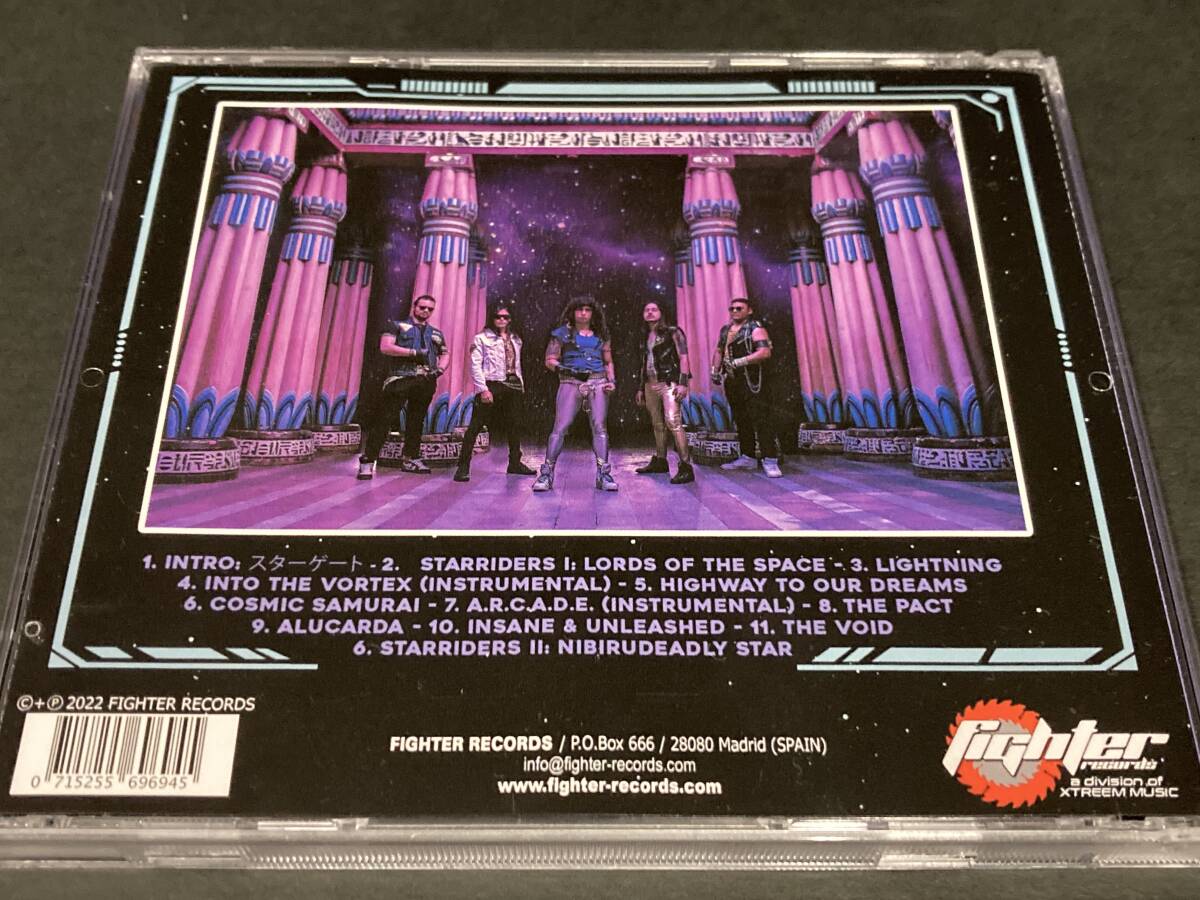 1. INTRO: スターゲート - 2. STARRIDERS I: LORDS OF THE SPACE - 3. LIGHTNING
4. INTO THE VORTEX (INSTRUMENTAL) - 5. HIGHWAY TO OUR DREAMS
6. COSMIC SAMURAI - 7. A.R.C.A.D.E. (INSTRUMENTAL) - 8. THE PACT
9. ALUCARDA - 10. INSANE & UNLEASHED - 11. THE VOID
6. STARRIDERS II: NIBIRUDEADLY STAR
©+℗ 2022 FIGHTER RECORDS
0 715255 696945
FIGHTER RECORDS / P.O.Box 666 / 28080 Madrid (SPAIN)
info@fighter-records.com
www.fighter-records.com
fighter
records
a division of
XTREEM MUSIC